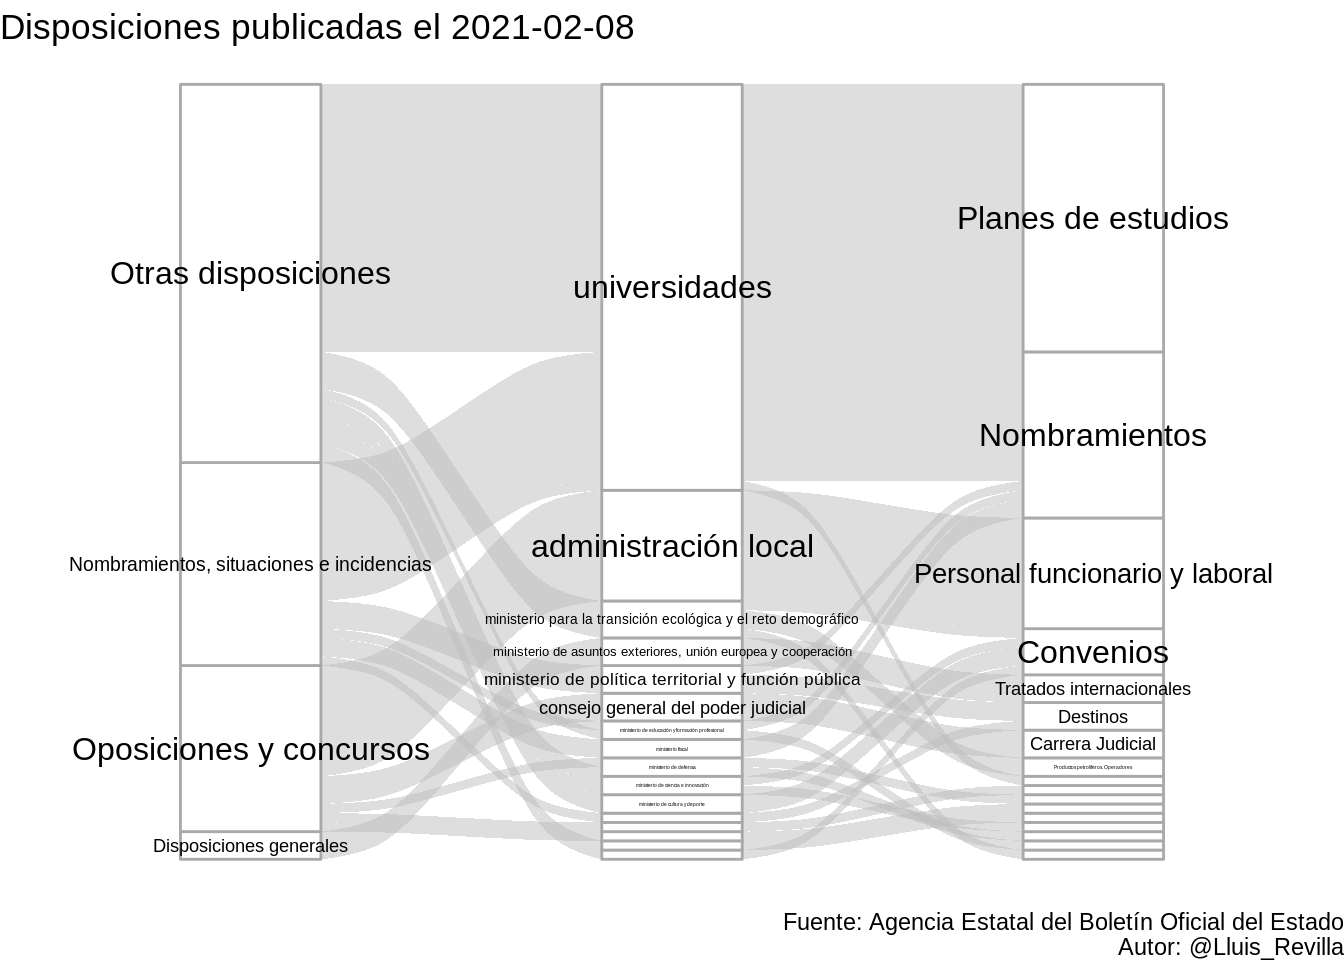 Disposiciones publicadas el 2021-02-08
Otras disposiciones
Nombramientos, situaciones e incidencias
Oposiciones y concursos
Disposiciones generales
universidades
administración local
ministerio para la transición ecológica y el reto demográfico
ministerio de asuntos exteriores, unión europea y cooperación
ministerio de política territorial y función pública
consejo general del poder judicial
ministerio de educación y formación profesional
ministerio fiscal
ministerio de defensa
ministerio de ciencia e innovación
ministerio de cultura y deporte
Planes de estudios
Nombramientos
Personal funcionario y laboral
Convenios
Tratados internacionales
Destinos
Carrera Judicial
Productos petrolíferos. Operadores
Fuente: Agencia Estatal del Boletín Oficial del Estado
Autor: @Lluis_Revilla